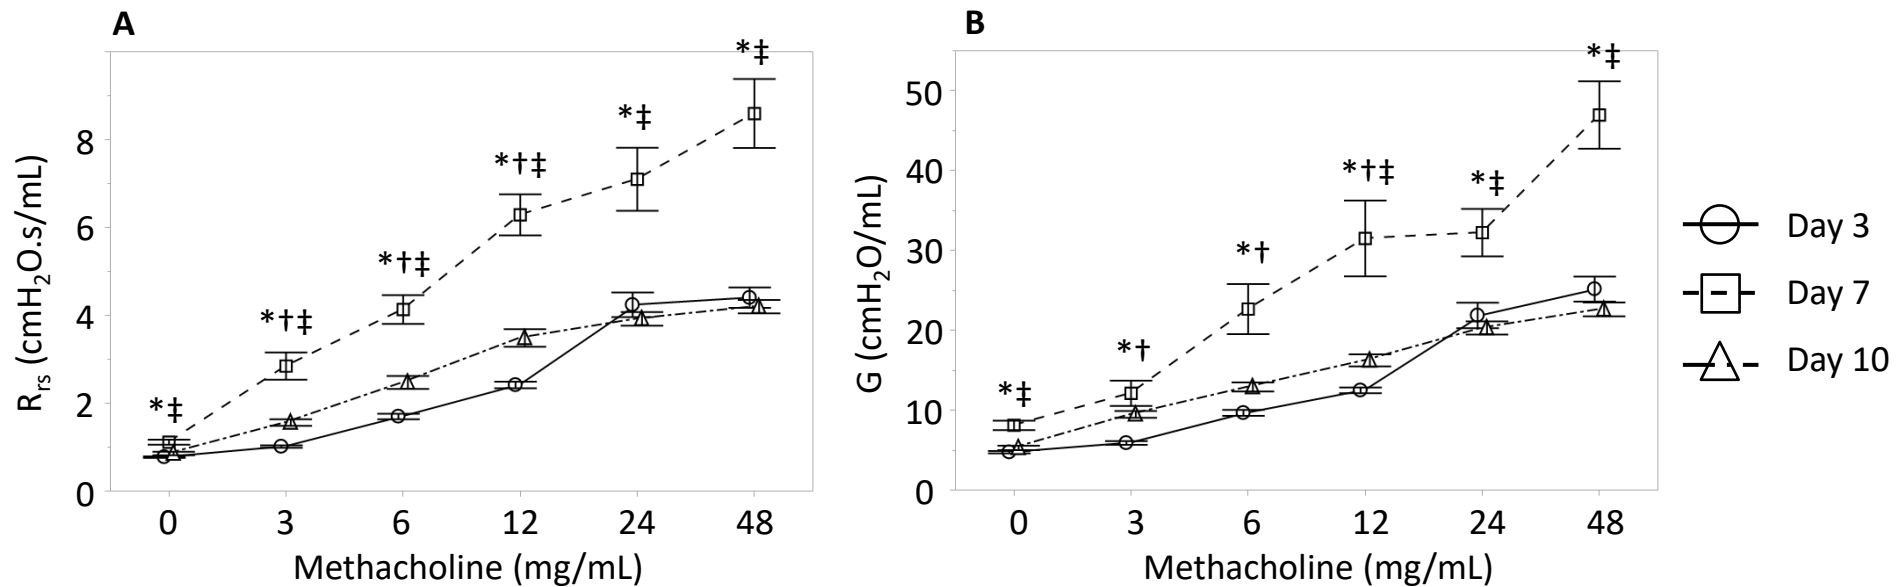 A
B
*‡
*†‡
*†‡
*†‡
*‡
*‡
8
6
4
2
0
R_rs (cmH₂O.s/mL)
0 3 6 12 24 48
Methacholine (mg/mL)
*‡
*†
*†
*†‡
*‡
*‡
50
40
30
20
10
0
G (cmH₂O/mL)
0 3 6 12 24 48
Methacholine (mg/mL)
Day 3
Day 7
Day 10